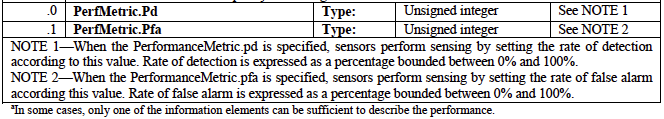 .0 PerfMetric.Pd Type: Unsigned integer See NOTE 1
.1 PerfMetric.Pfa Type: Unsigned integer See NOTE 2
NOTE 1—When the PerformanceMetric.pd is specified, sensors perform sensing by setting the rate of detection
according to this value. Rate of detection is expressed as a percentage bounded between 0% and 100%.
NOTE 2—When the PerformanceMetric.pfa is specified, sensors perform sensing by setting the rate of false alarm
according this value. Rate of false alarm is expressed as a percentage bounded between 0% and 100%.
aIn some cases, only one of the information elements can be sufficient to describe the performance.